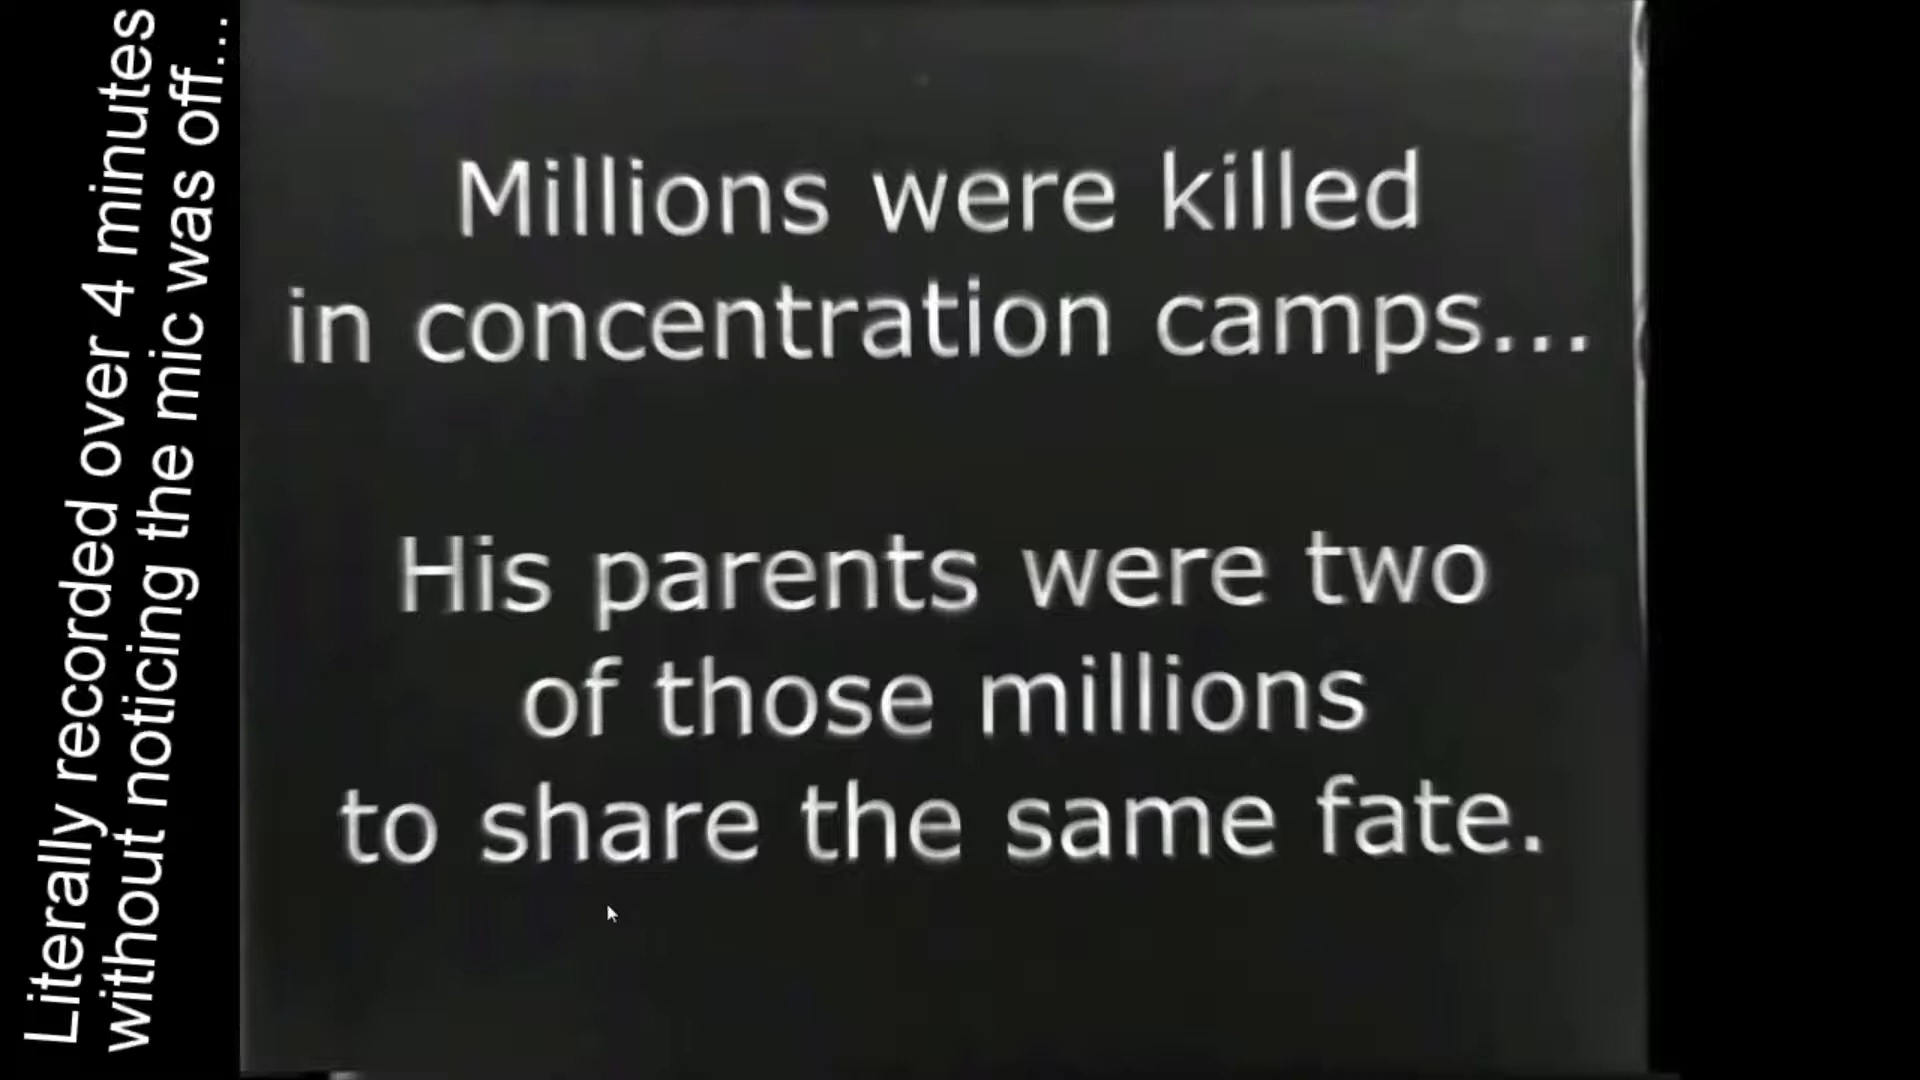 Literally recorded over 4 minutes
without noticing the mic was off...
Millions were killed
in concentration camps...
His parents were two
of those millions
to share the same fate.